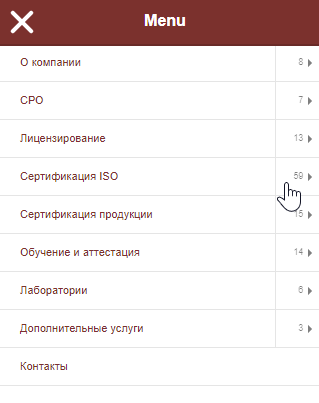 Menu
О компании 8
СРО 7
Лицензирование 13
Сертификация ISO 59
Сертификация продукции 15
Обучение и аттестация 14
Лаборатории 6
Дополнительные услуги 3
Контакты